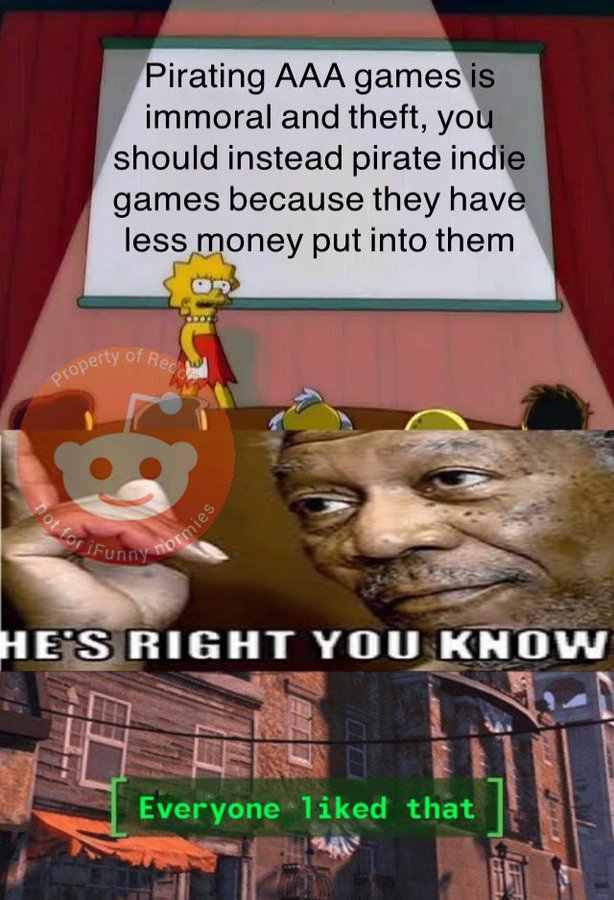 Pirating AAA games is
immoral and theft, you
should instead pirate indie
games because they have
less money put into them
Property of Reddit
not for iFunny normies
HE'S RIGHT YOU KNOW
[Everyone liked that]